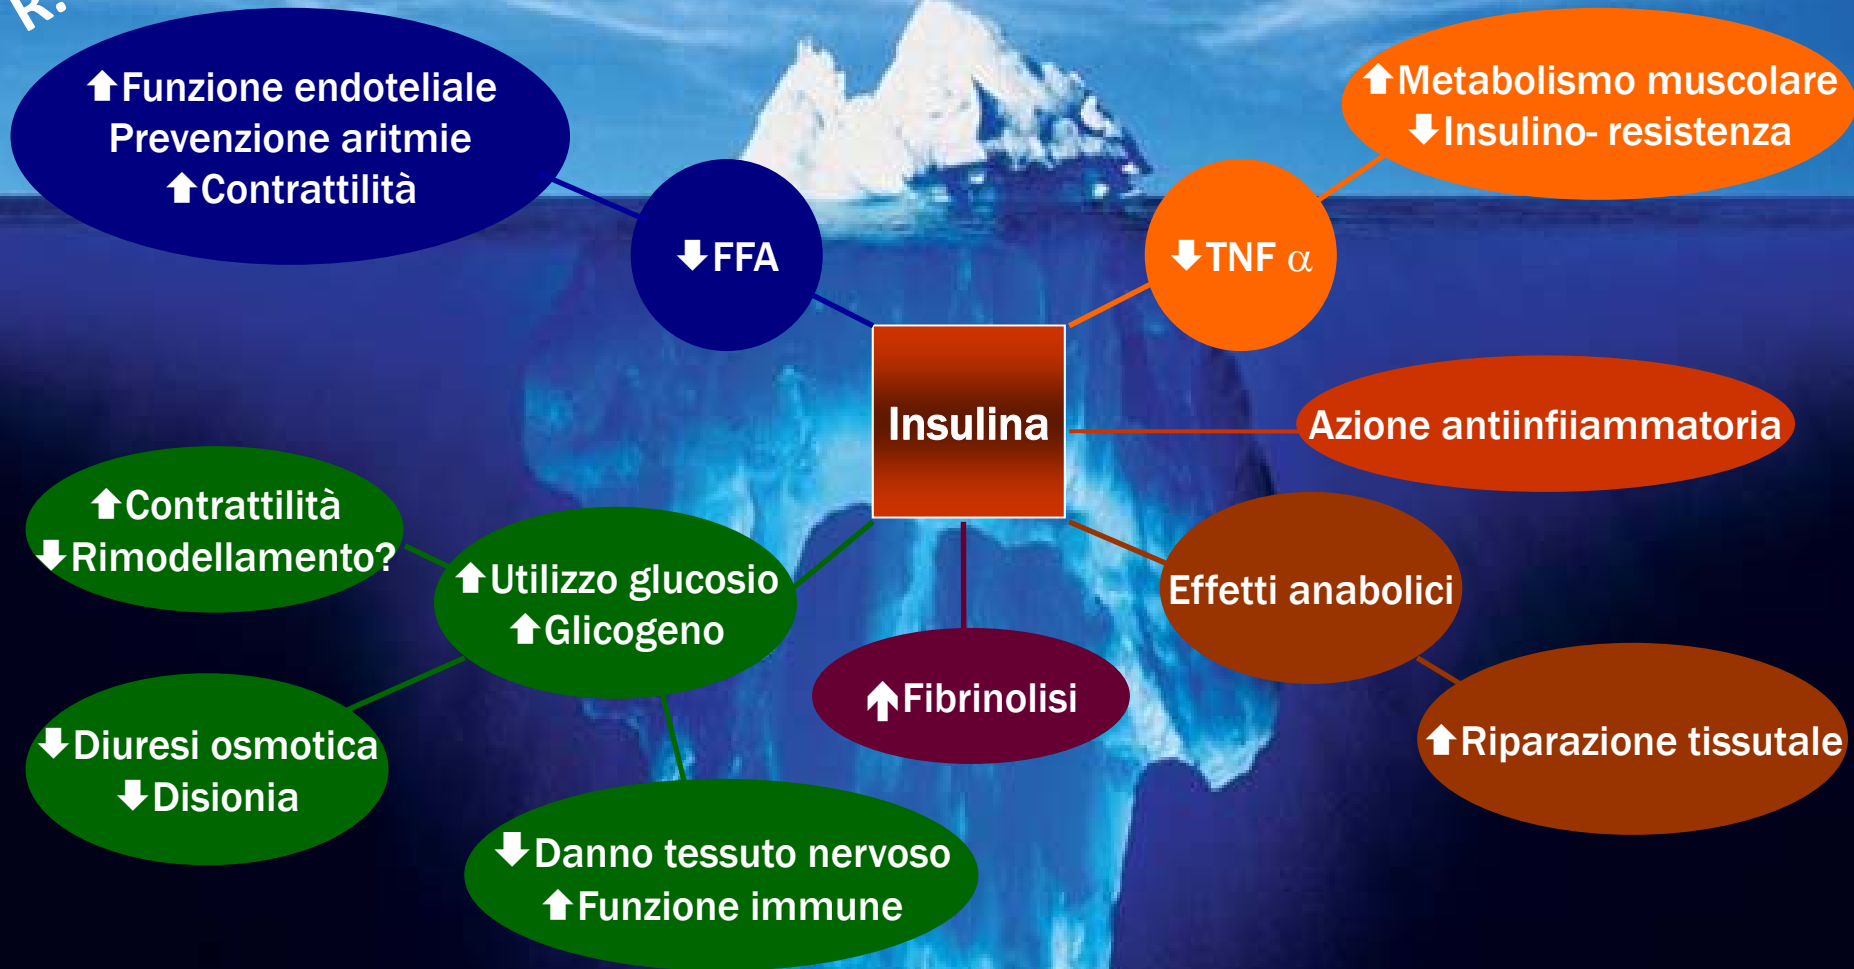 R.
⬆Funzione endoteliale
Prevenzione aritmie
⬆Contrattilità
⬆Metabolismo muscolare
⬇Insulino- resistenza
⬇FFA
⬇TNF α
Insulina
Azione antiinfiiammatoria
⬆Contrattilità
⬇Rimodellamento?
⬆Utilizzo glucosio
⬆Glicogeno
Effetti anabolici
⬆Fibrinolisi
⬆Riparazione tissutale
⬇Diuresi osmotica
⬇Disionia
⬇Danno tessuto nervoso
⬆Funzione immune